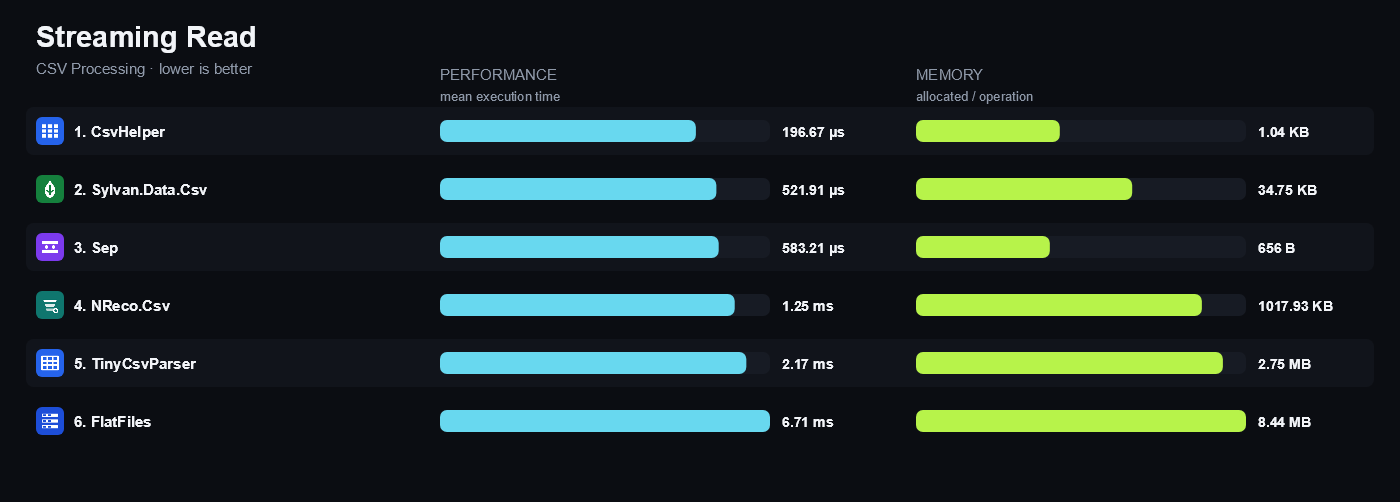 Streaming Read
CSV Processing · lower is better
PERFORMANCE
mean execution time
MEMORY
allocated / operation
1. CsvHelper 196.67 µs 1.04 KB
2. Sylvan.Data.Csv 521.91 µs 34.75 KB
3. Sep 583.21 µs 656 B
4. NReco.Csv 1.25 ms 1017.93 KB
5. TinyCsvParser 2.17 ms 2.75 MB
6. FlatFiles 6.71 ms 8.44 MB